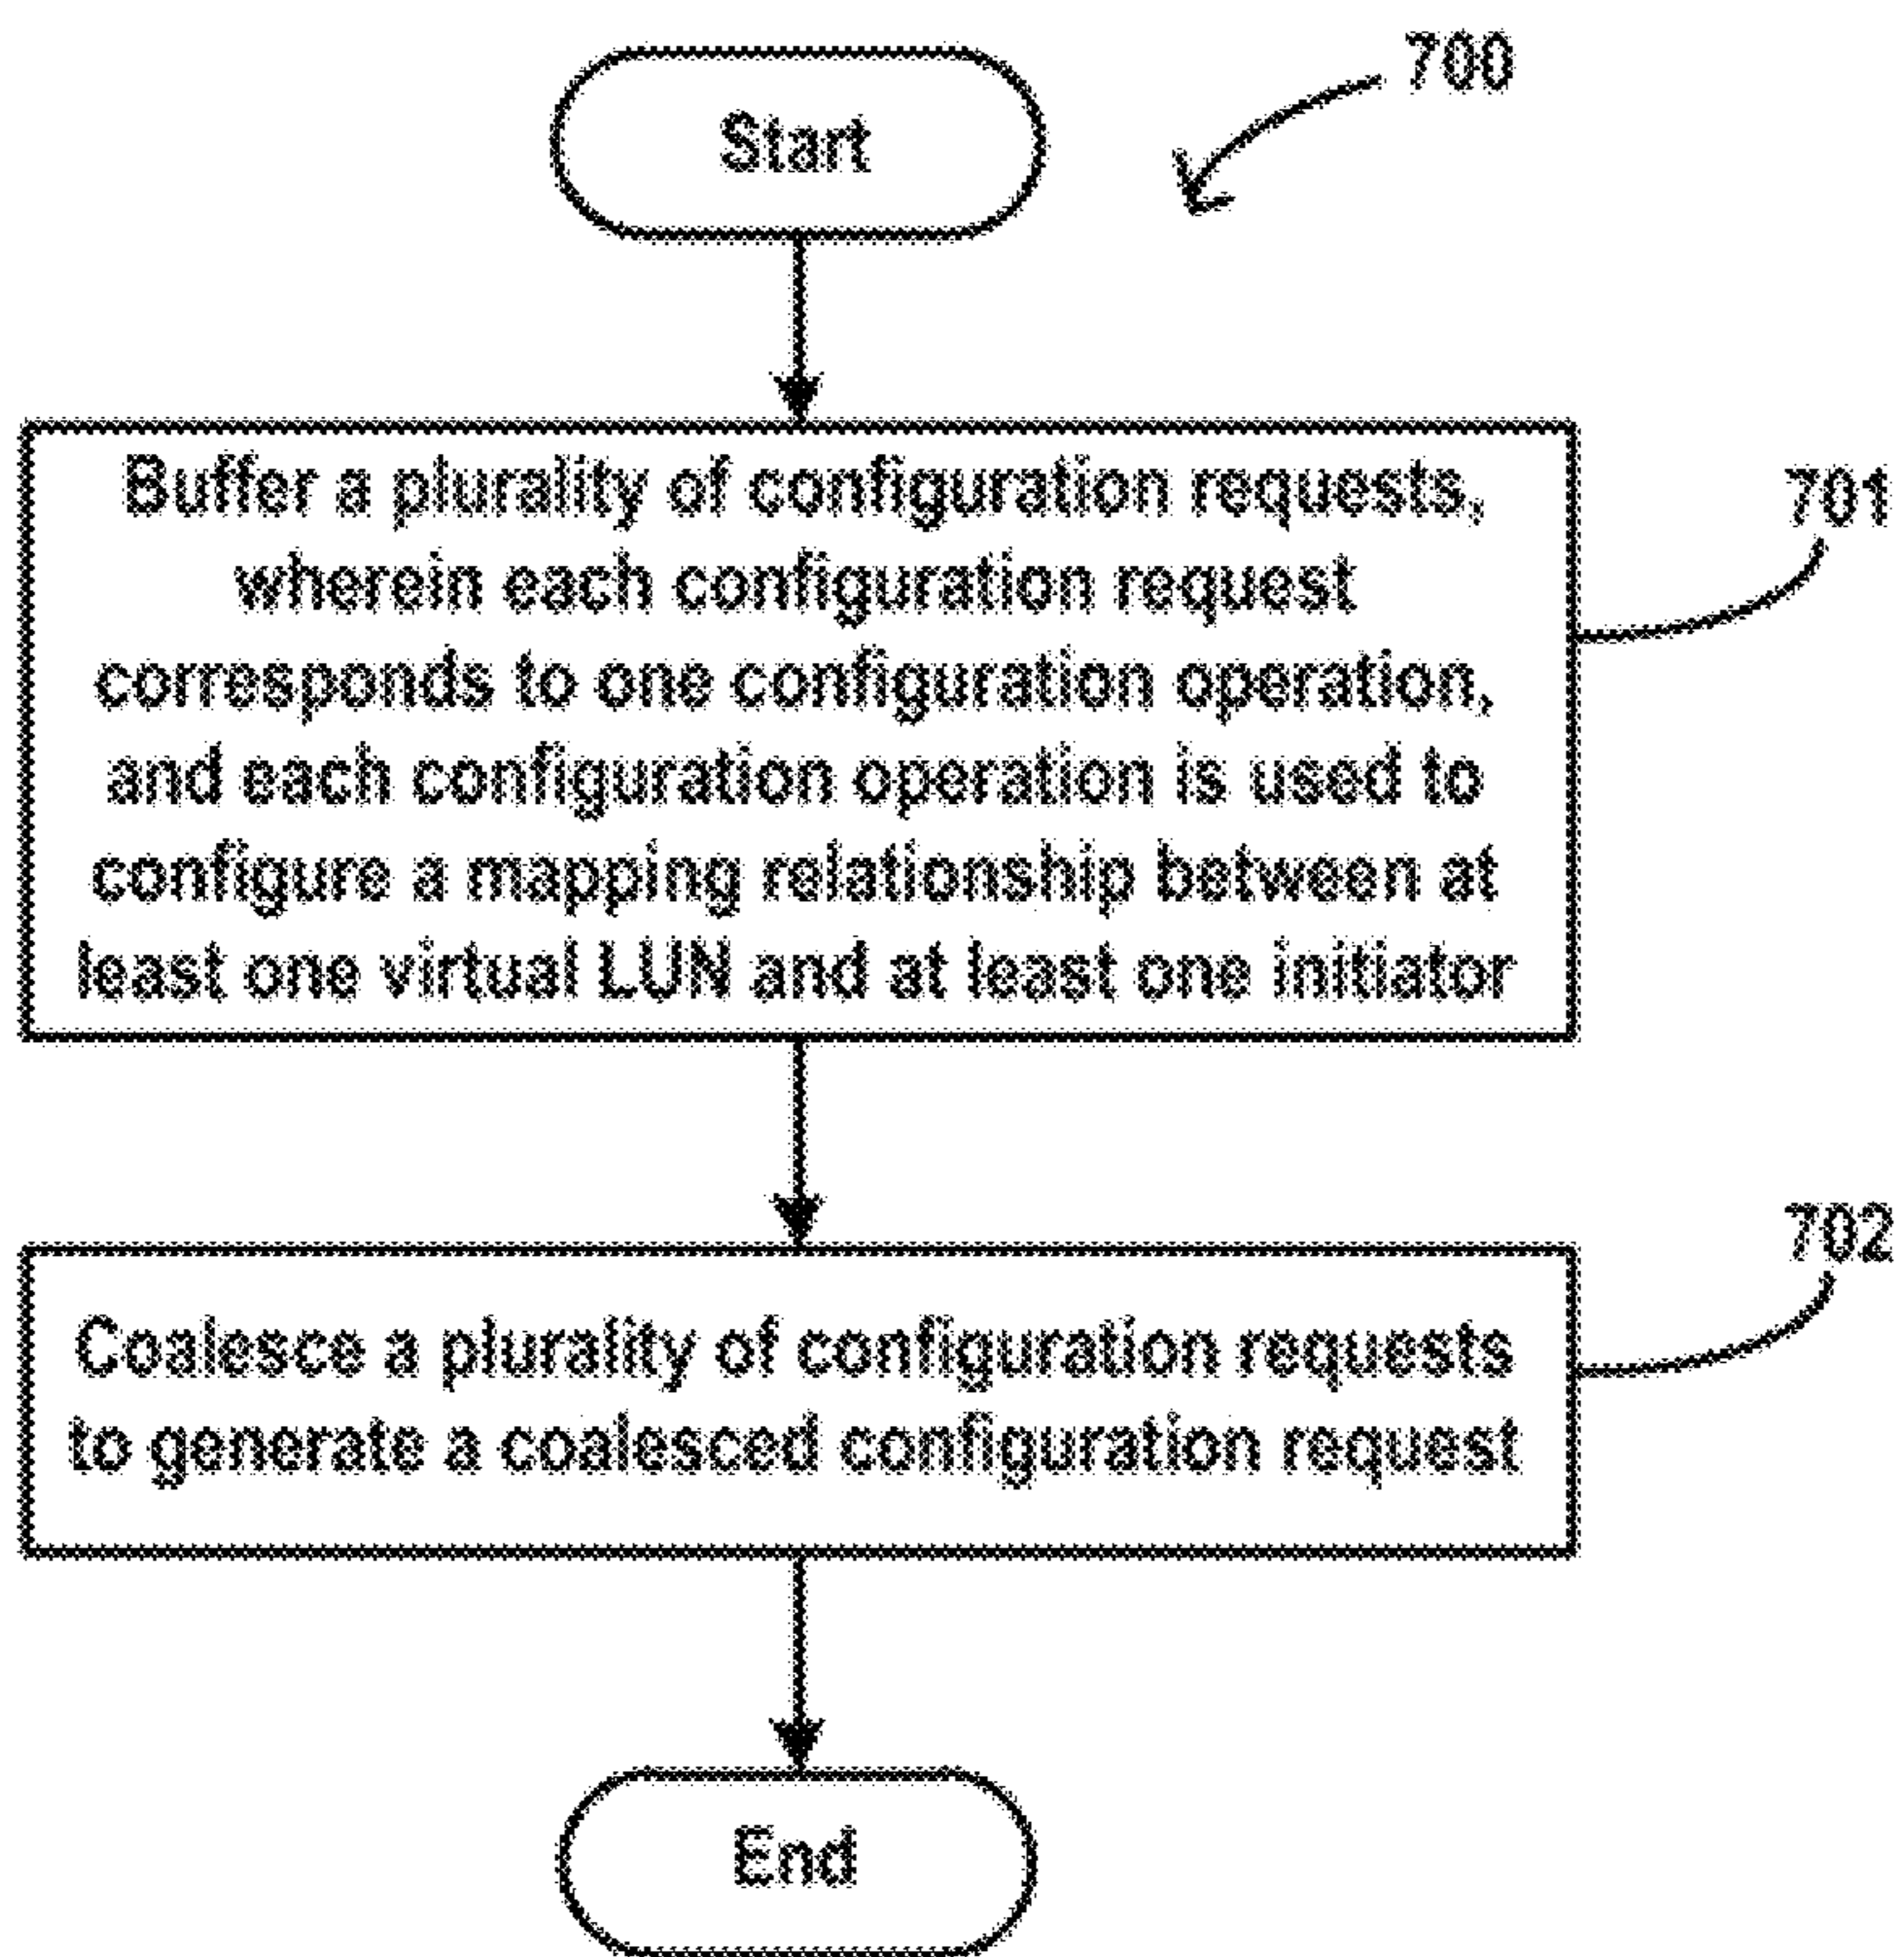 700
Start
Buffer a plurality of configuration requests,
wherein each configuration request
corresponds to one configuration operation,
and each configuration operation is used to
configure a mapping relationship between at
least one virtual LUN and at least one initiator
701
Coalesce a plurality of configuration requests
to generate a coalesced configuration request
702
End